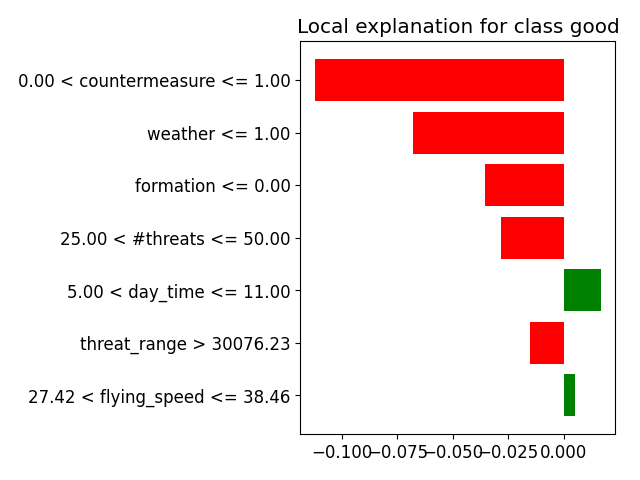 Local explanation for class good
0.00 < countermeasure <= 1.00
weather <= 1.00
formation <= 0.00
25.00 < #threats <= 50.00
5.00 < day_time <= 11.00
threat_range > 30076.23
27.42 < flying_speed <= 38.46
−0.100 −0.075 −0.050 −0.025 0.000